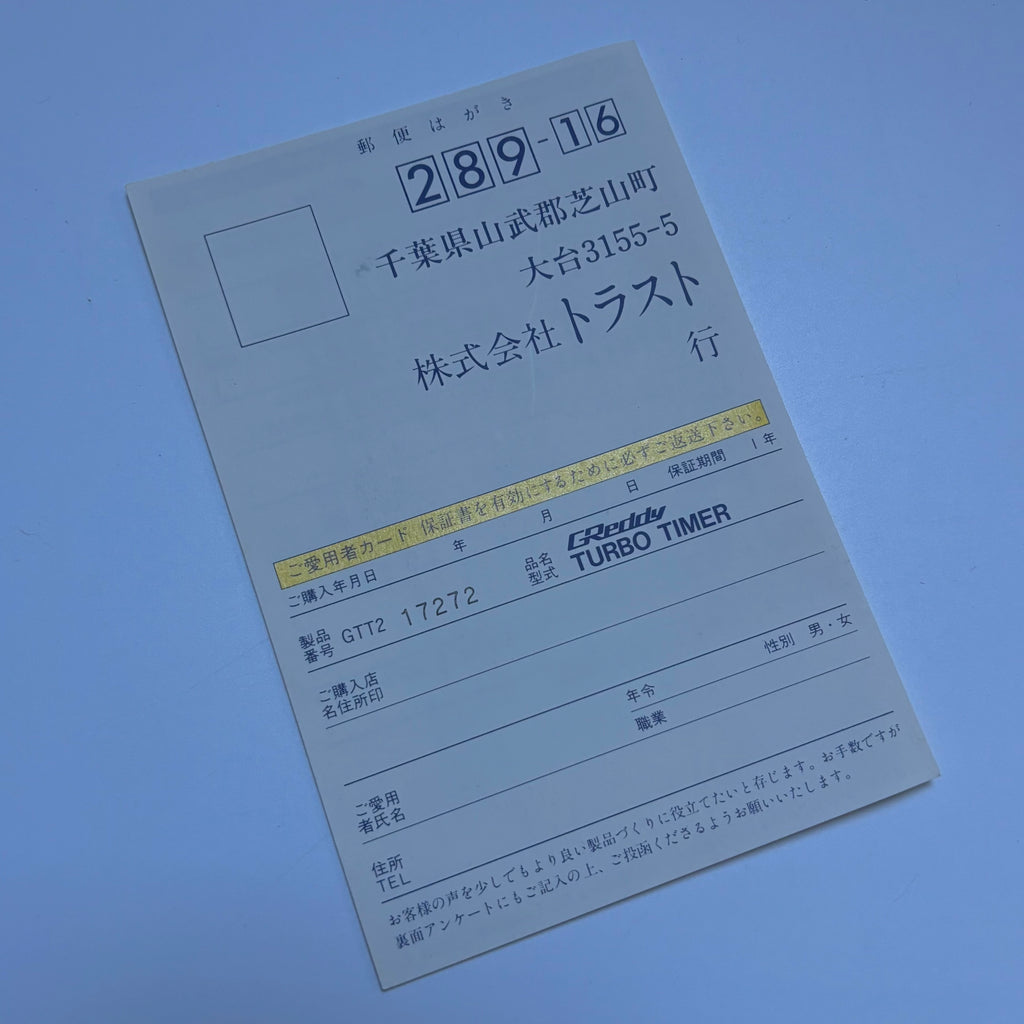 郵便はがき
289-16
千葉県山武郡芝山町
大台3155-5
株式会社トラスト
行
ご愛用者カード 保証書を有効にするために必ずご返送下さい。
ご購入年月日 年 月 日 保証期間 1年
製品番号 GTT2 17272 品名型式 GReddy TURBO TIMER
ご購入店
名住所印
年令 性別 男・女
職業
ご愛用
者氏名
住所
TEL
お客様の声を少しでもより良い製品づくりに役立てたいと存じます。お手数ですが
裏面アンケートにもご記入の上、ご投函くださるようお願いいたします。